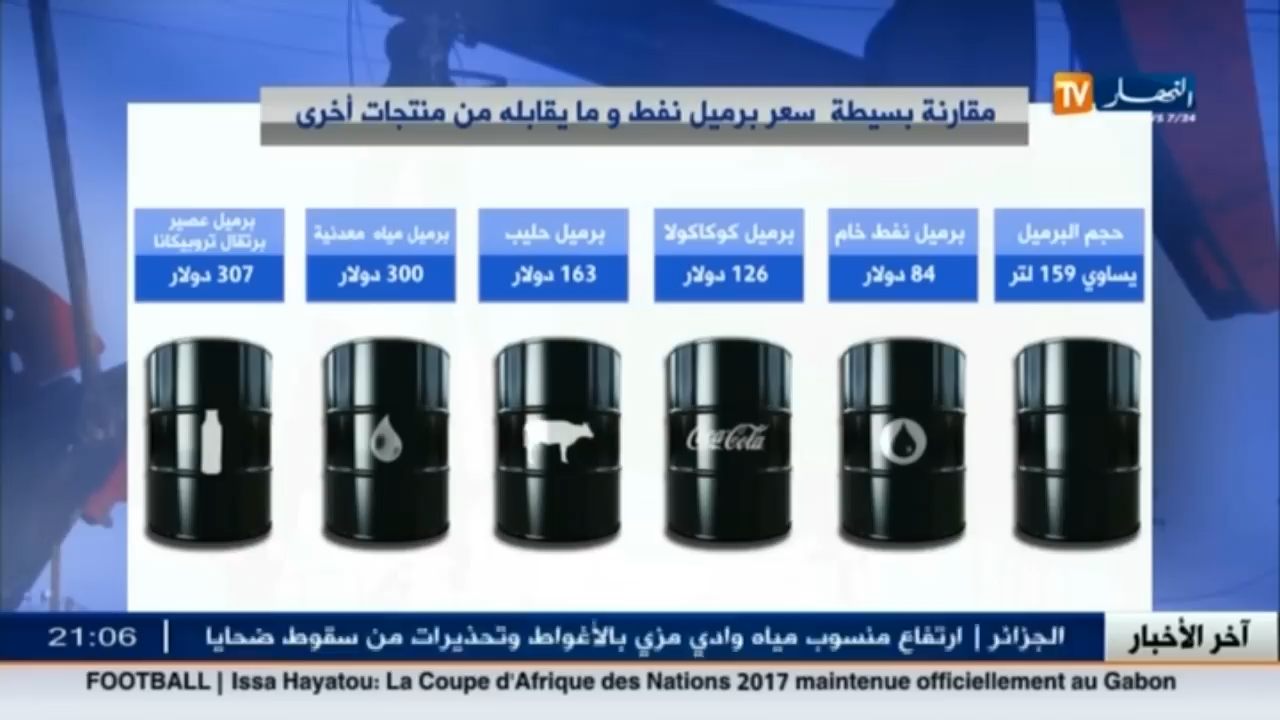 مقارنة بسيطة سعر برميل نفط و ما يقابله من منتجات أخرى
TV النهار
حجم البرميل
يساوي 159 لتر
برميل نفط خام
84 دولار
برميل كوكاكولا
126 دولار
برميل حليب
163 دولار
برميل مياه معدنية
300 دولار
برميل عصير
برتقال تروبيكانا
307 دولار
Coca-Cola
آخر الأخبار
الجزائر | ارتفاع منسوب مياه وادي مزي بالأغواط وتحذيرات من سقوط ضحايا
21:06
FOOTBALL | Issa Hayatou: La Coupe d'Afrique des Nations 2017 maintenue officiellement au Gabon